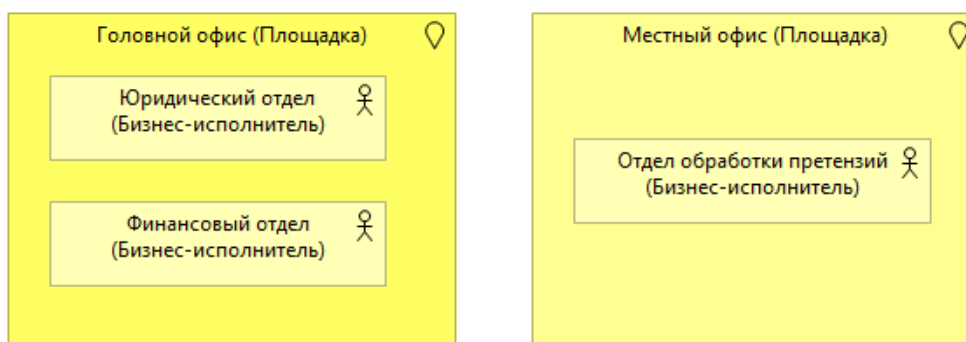 Головной офис (Площадка)
Юридический отдел
(Бизнес-исполнитель)
Финансовый отдел
(Бизнес-исполнитель)
Местный офис (Площадка)
Отдел обработки претензий
(Бизнес-исполнитель)